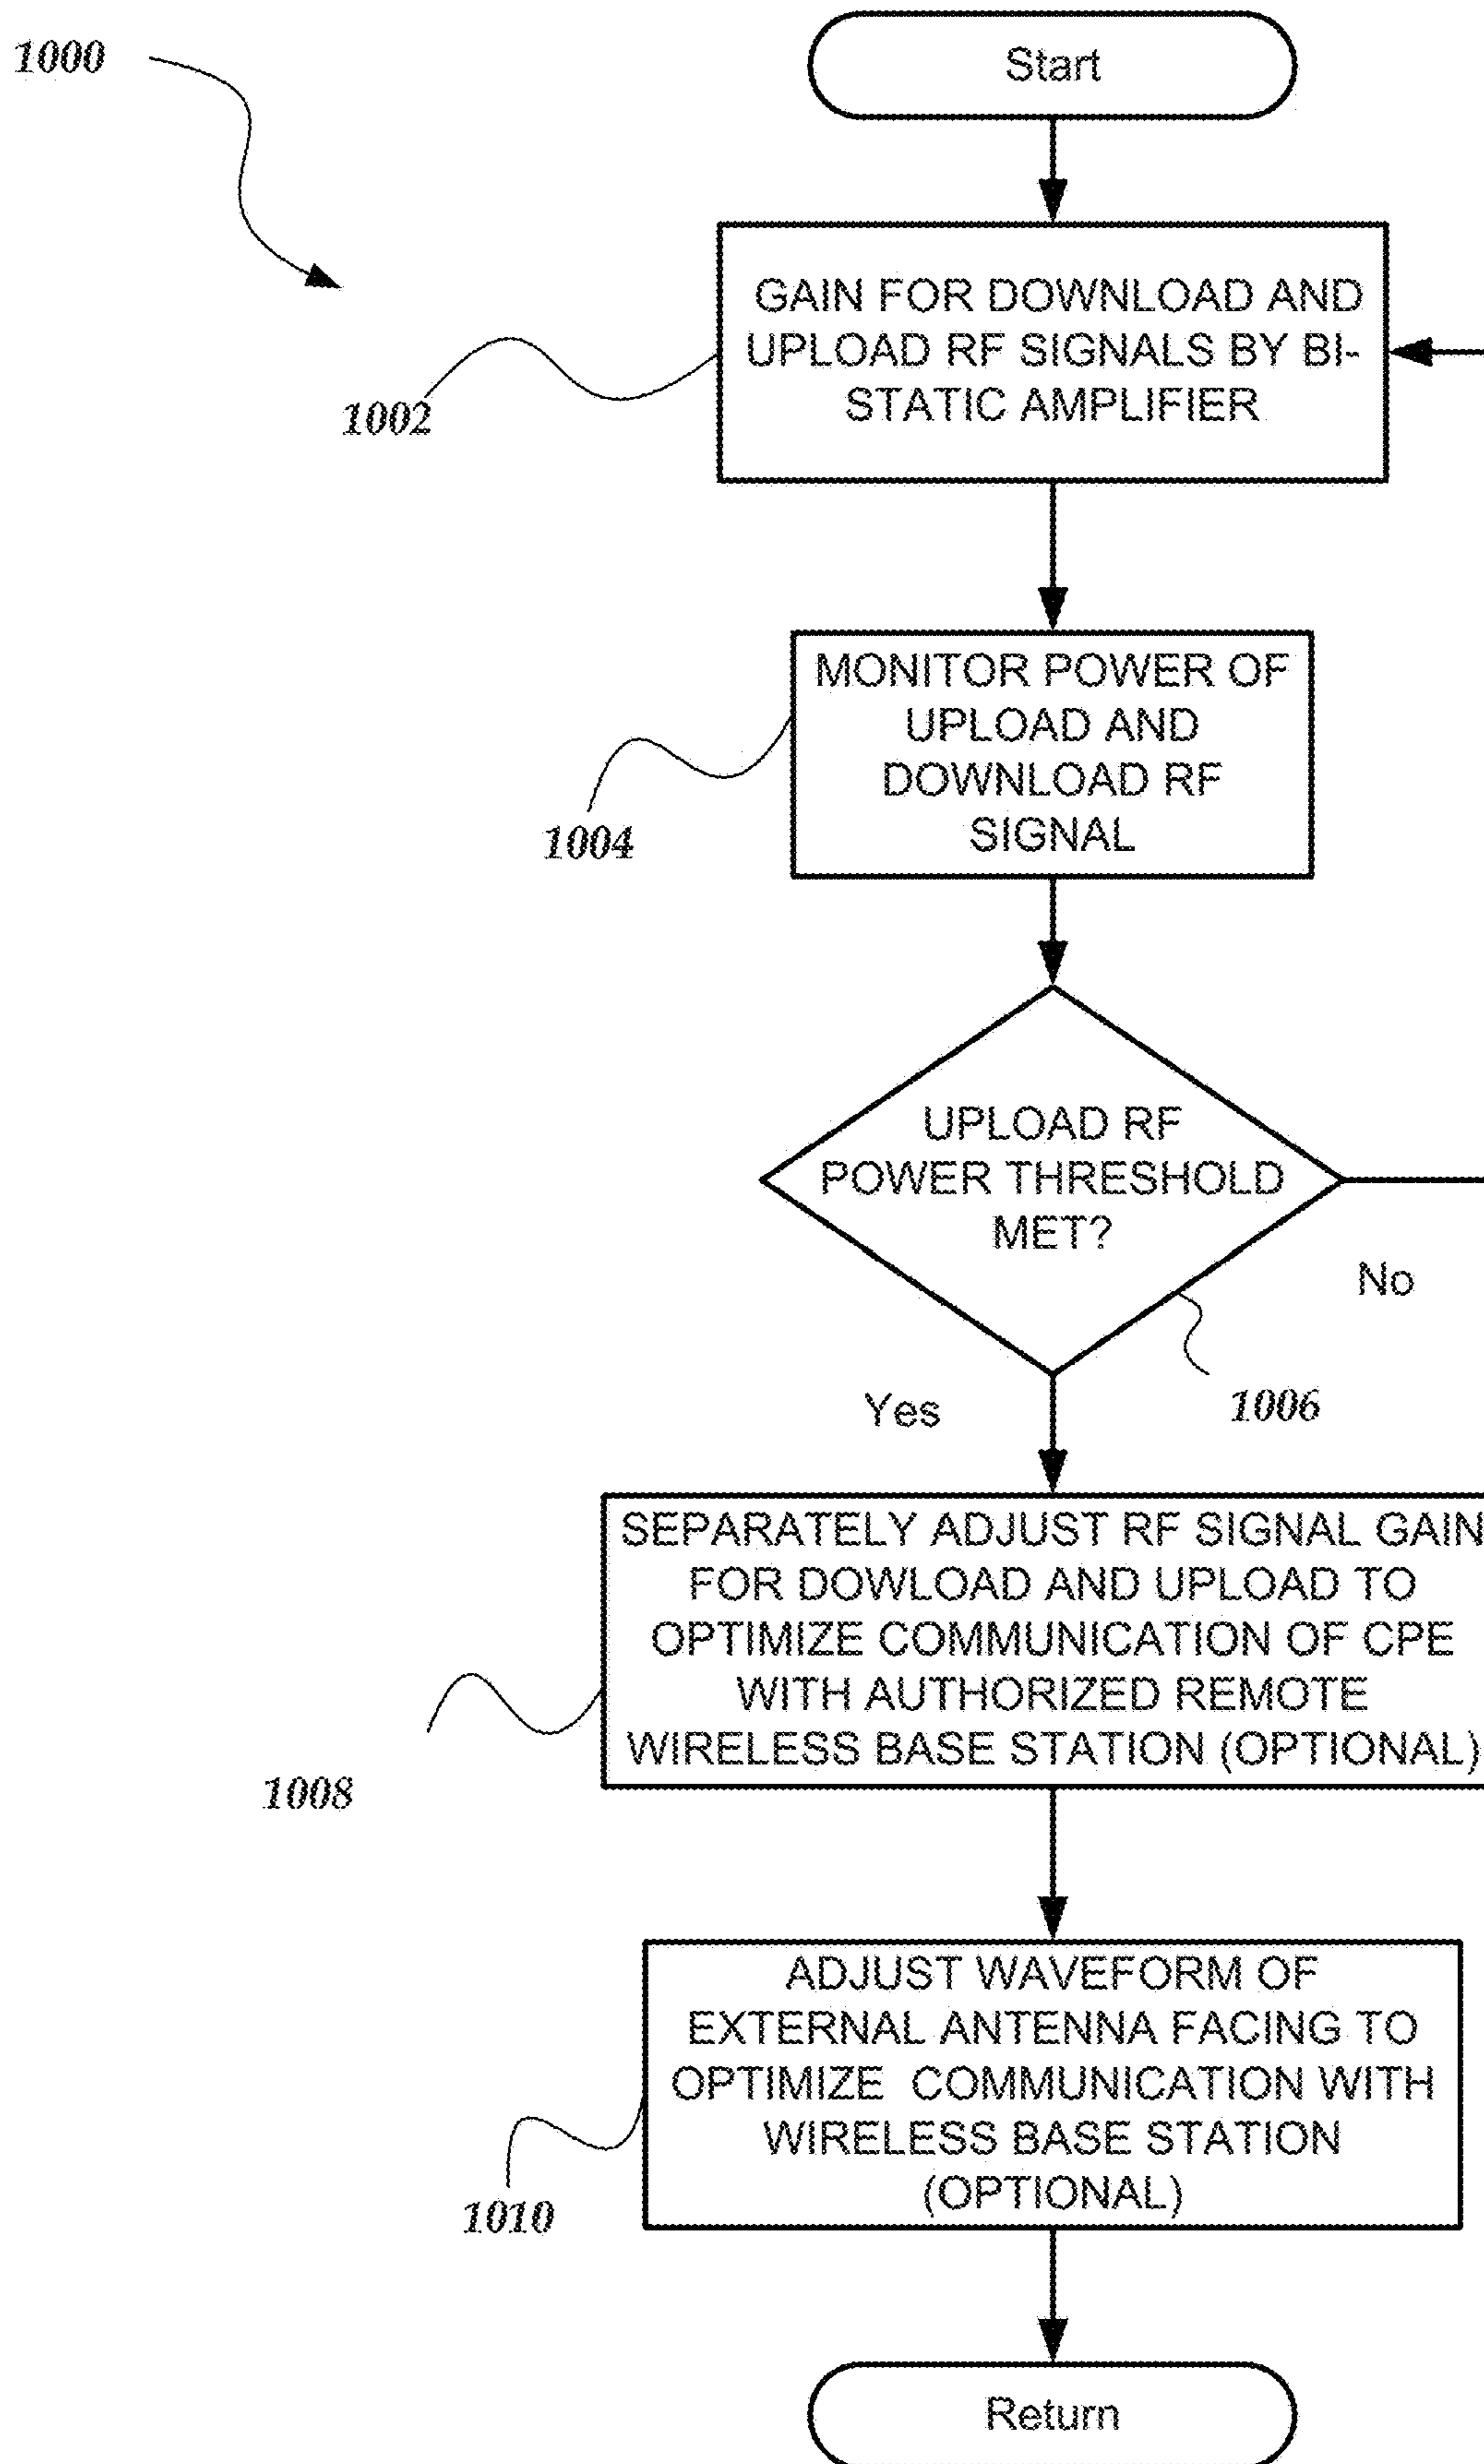 1000
Start
GAIN FOR DOWNLOAD AND
UPLOAD RF SIGNALS BY BI-
STATIC AMPLIFIER
1002
MONITOR POWER OF
UPLOAD AND
DOWNLOAD RF
SIGNAL
1004
UPLOAD RF
POWER THRESHOLD
MET?
No
Yes
1006
SEPARATELY ADJUST RF SIGNAL GAIN
FOR DOWLOAD AND UPLOAD TO
OPTIMIZE COMMUNICATION OF CPE
WITH AUTHORIZED REMOTE
WIRELESS BASE STATION (OPTIONAL)
1008
ADJUST WAVEFORM OF
EXTERNAL ANTENNA FACING TO
OPTIMIZE COMMUNICATION WITH
WIRELESS BASE STATION
(OPTIONAL)
1010
Return